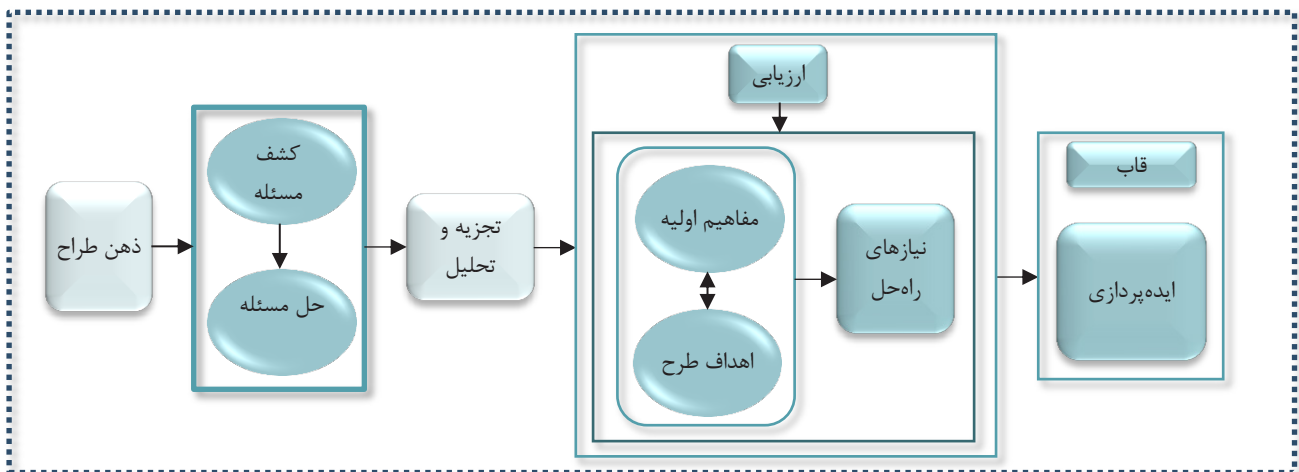 ذهن طراح
کشف
مسئله
حل مسئله
تجزیه و
تحلیل
ارزیابی
مفاهیم اولیه
اهداف طرح
نیازهای
راه‌حل
قاب
ایده‌پردازی